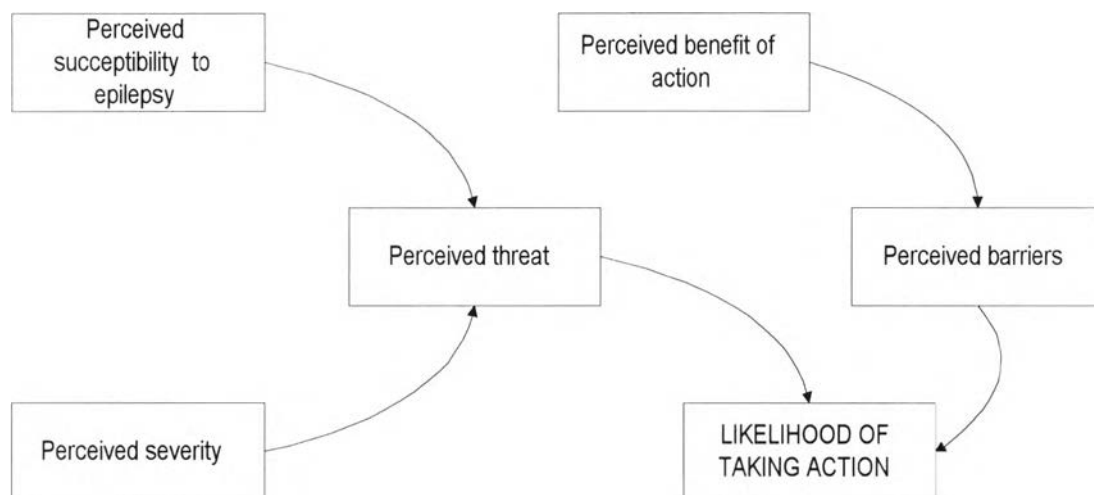 Perceived
succeptibility to
epilepsy
Perceived benefit of
action
Perceived threat
Perceived barriers
Perceived severity
LIKELIHOOD OF
TAKING ACTION